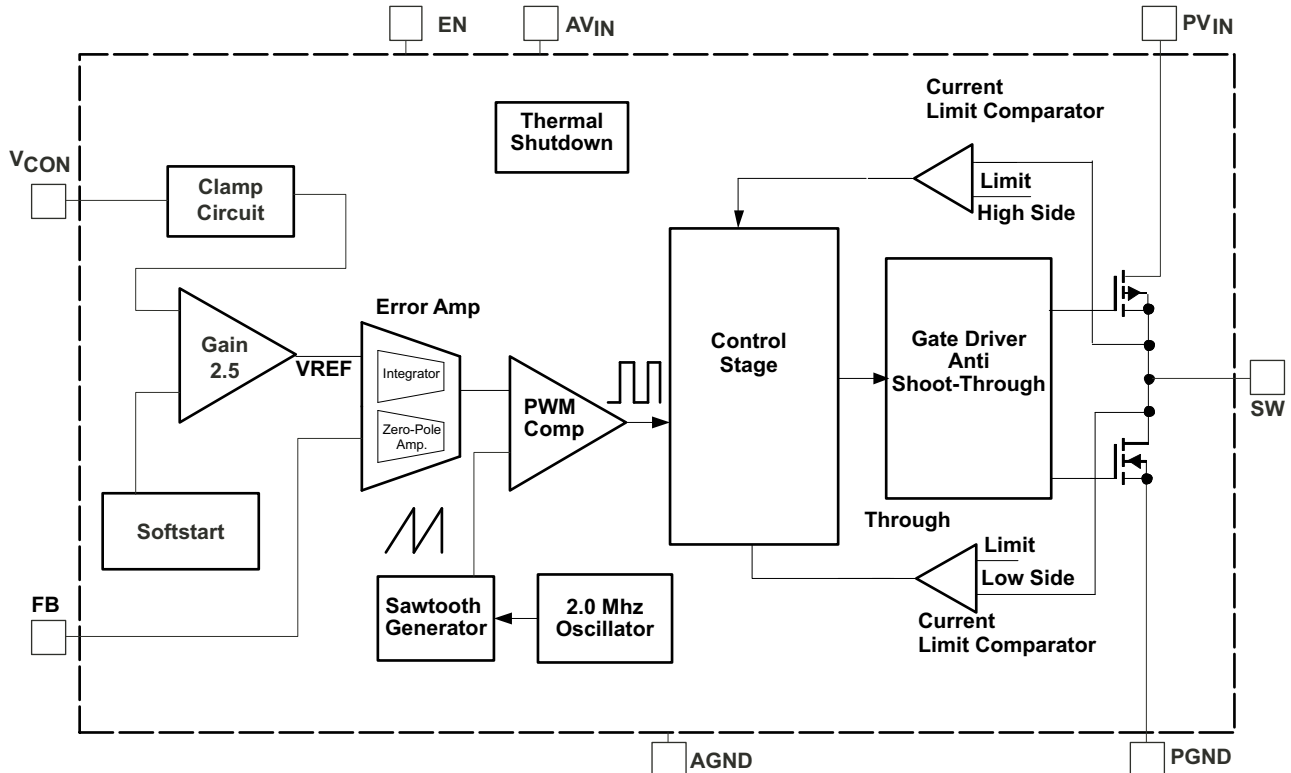 EN
AVIN
PVIN
Current
Limit Comparator
Thermal
Shutdown
VCON
Clamp
Circuit
Limit
High Side
Error Amp
Gain
2.5
VREF
Integrator
Zero-Pole
Amp.
PWM
Comp
Control
Stage
Gate Driver
Anti
Shoot-Through
SW
Softstart
Through
Limit
Low Side
Current
Limit Comparator
FB
Sawtooth
Generator
2.0 Mhz
Oscillator
AGND
PGND